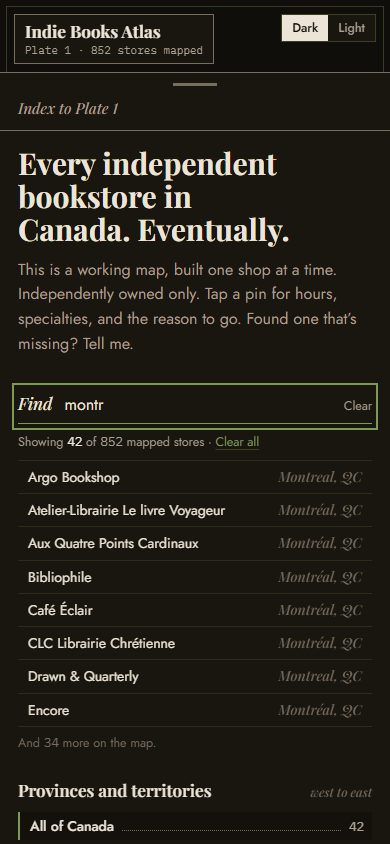 Indie Books Atlas
Plate 1 · 852 stores mapped
Dark Light
Index to Plate 1
Every independent
bookstore in
Canada. Eventually.
This is a working map, built one shop at a time.
Independently owned only. Tap a pin for hours,
specialties, and the reason to go. Found one that's
missing? Tell me.
Find montr Clear
Showing 42 of 852 mapped stores · Clear all
Argo Bookshop Montreal, QC
Atelier-Librairie Le livre Voyageur Montréal, QC
Aux Quatre Points Cardinaux Montréal, QC
Bibliophile Montréal, QC
Café Éclair Montréal, QC
CLC Librairie Chrétienne Montréal, QC
Drawn & Quarterly Montréal, QC
Encore Montréal, QC
And 34 more on the map.
Provinces and territories west to east
All of Canada 42